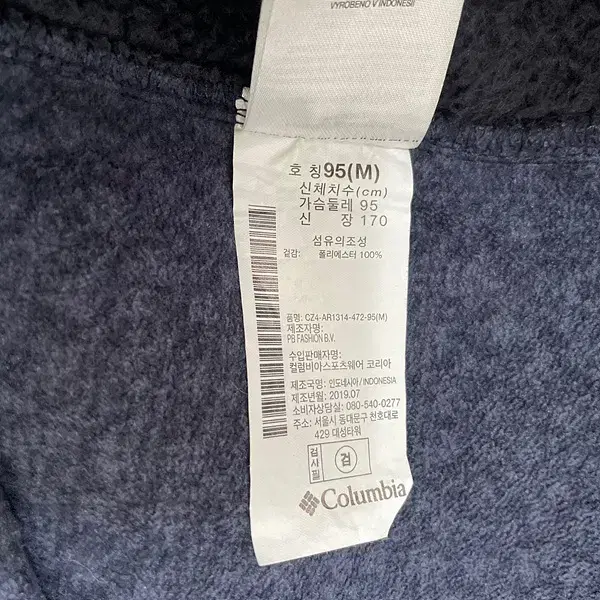 VYROBENO V INDONESII
호 칭 95(M)
신체치수(cm)
가슴둘레 95
신 장 170
섬유의조성
겉감: 폴리에스터 100%
품명: CZ4-AR1314-472-95(M)
제조자명:
PB FASHION B.V.
수입판매자명:
컬럼비아스포츠웨어 코리아
제조국명: 인도네시아/INDONESIA
제조년월: 2019.07
소비자상담실: 080-540-0277
주소: 서울시 동대문구 천호대로
429 대성타워
검사필 검
Columbia